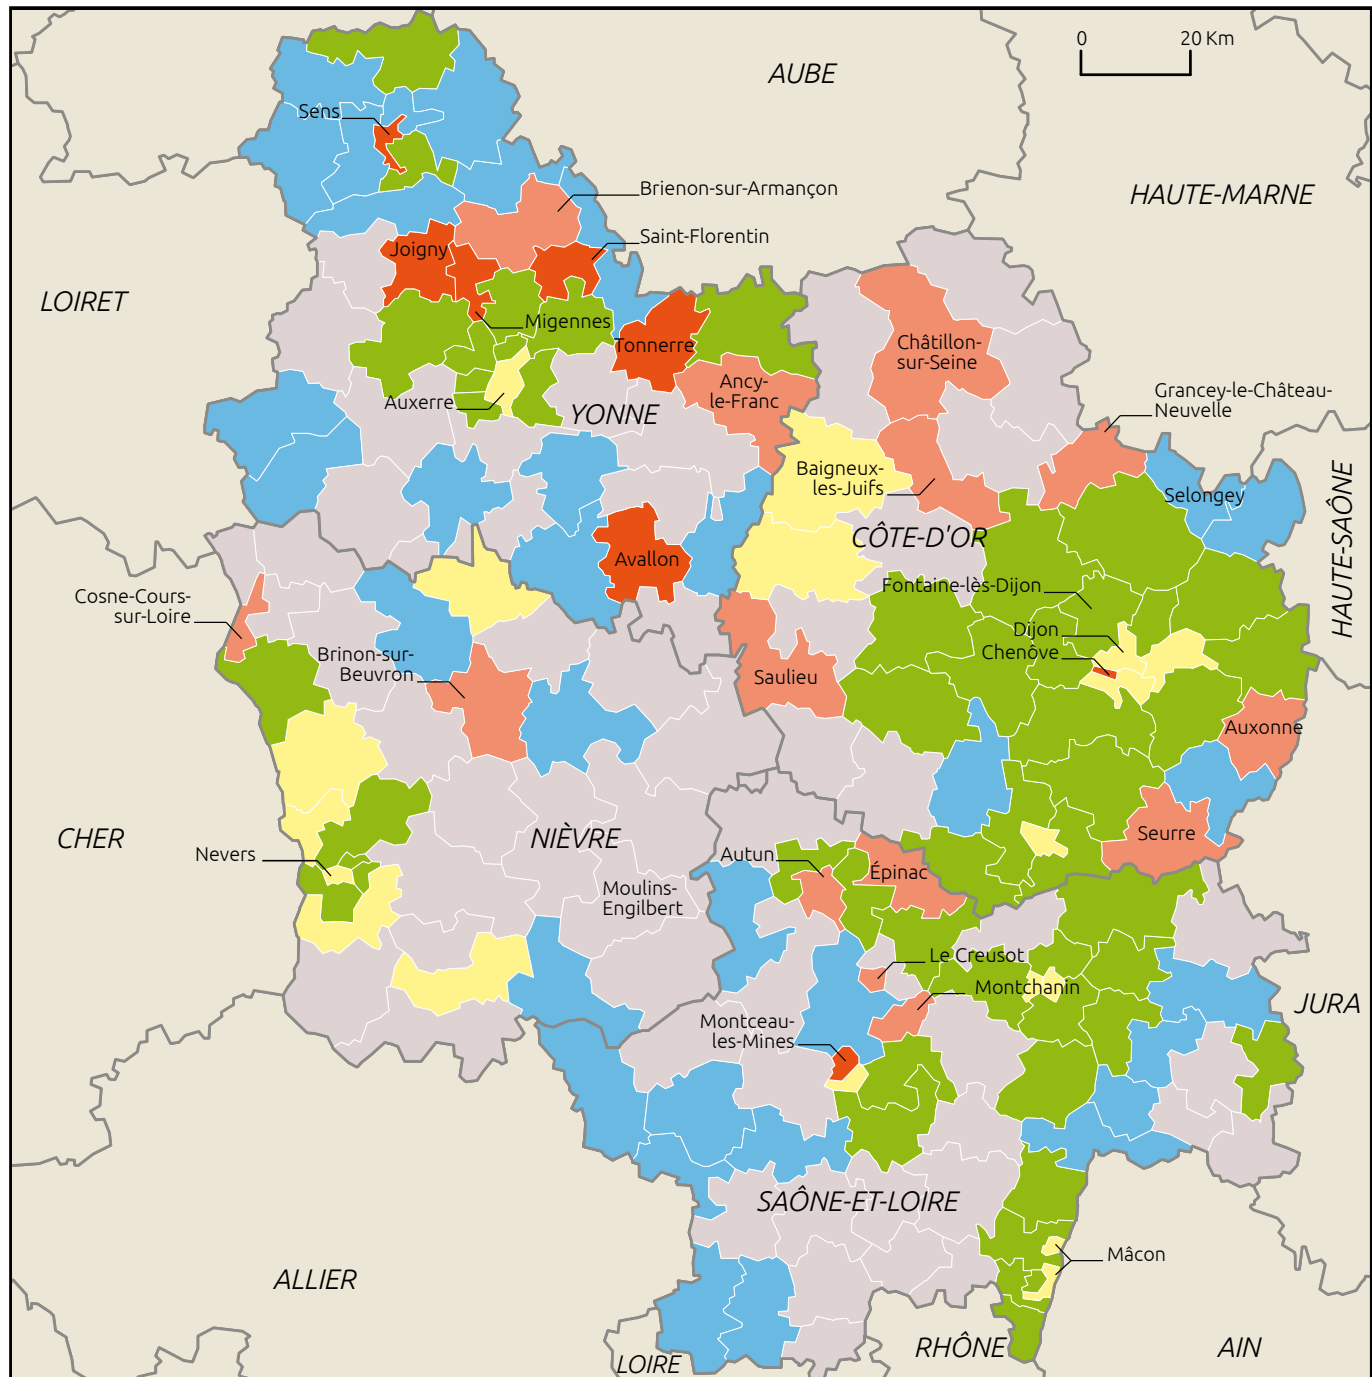 0 20 Km
AUBE
Sens
Brienon-sur-Armançon
HAUTE-MARNE
Saint-Florentin
Joigny
LOIRET
Migennes
Tonnerre
Châtillon-
sur-Seine
Ancy-
le-Franc
Grancey-le-Château-
Neuvelle
Auxerre
YONNE
Baigneux-
les-Juifs
Selongey
HAUTE-SAÔNE
CÔTE-D'OR
Avallon
Fontaine-lès-Dijon
Cosne-Cours-
sur-Loire
Dijon
Chenôve
Brinon-sur-
Beuvron
Saulieu
Auxonne
CHER
NIÈVRE
Seurre
Nevers
Autun
Épinac
Moulins-
Engilbert
Le Creusot
Montchanin
JURA
Montceau-
les-Mines
SAÔNE-ET-LOIRE
Mâcon
ALLIER
RHÔNE
AIN
LOIRE